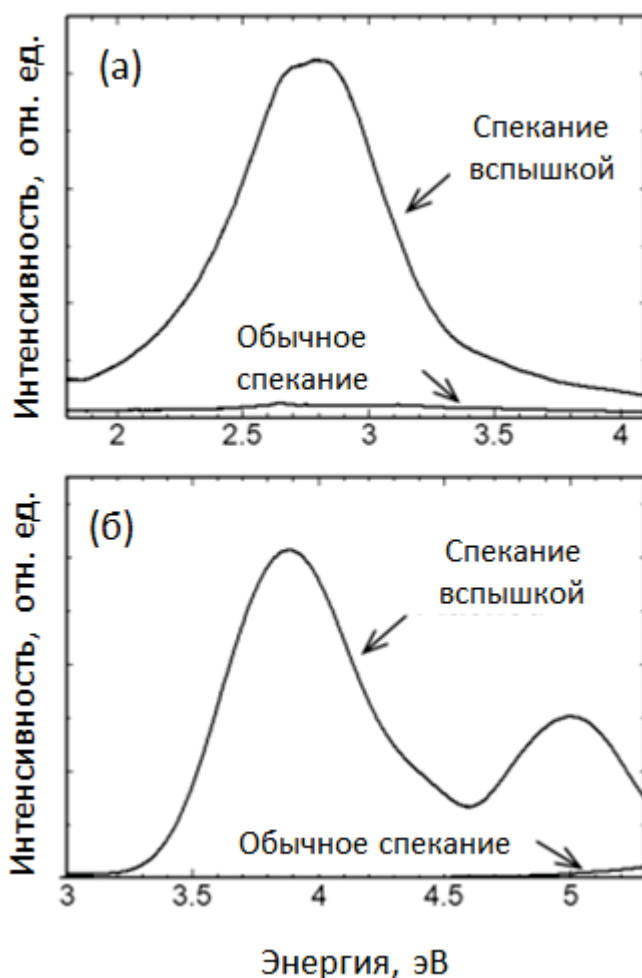 (а)
Интенсивность, отн. ед.
Спекание
вспышкой
Обычное
спекание
2 2.5 3 3.5 4
(б)
Интенсивность, отн. ед.
Спекание
вспышкой
Обычное спекание
3 3.5 4 4.5 5
Энергия, эВ